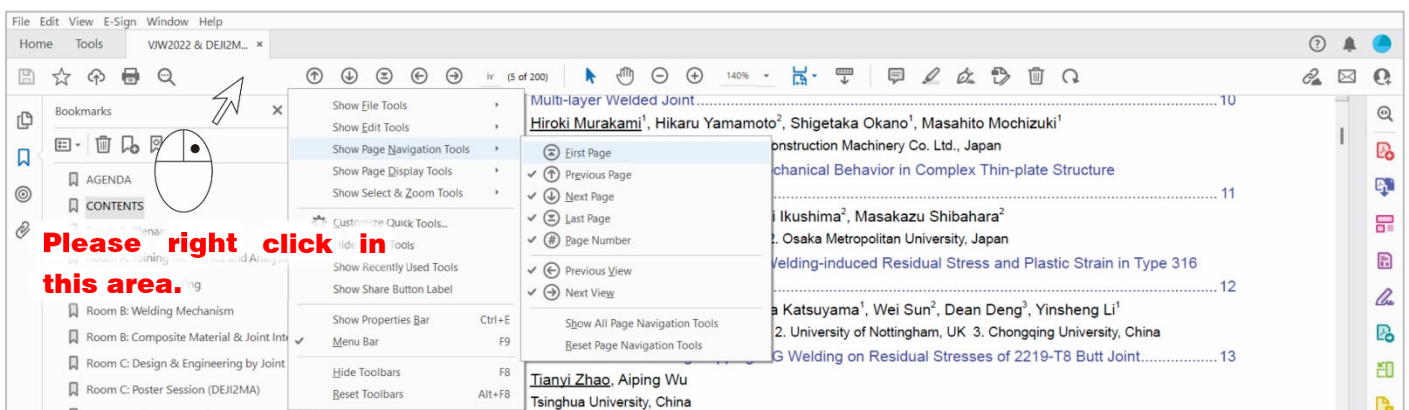 File Edit View E-Sign Window Help
Home Tools VJW2022 & DEJI2M... ×
iv (5 of 200) 140%
Bookmarks ×
AGENDA
CONTENTS
Please right click in
this area.
Room B: Welding Mechanism
Room B: Composite Material & Joint Inte
Room C: Design & Engineering by Joint
Room C: Poster Session (DEJI2MA)
Show File Tools
Show Edit Tools
Show Page Navigation Tools
Show Page Display Tools
Show Select & Zoom Tools
Customize Quick Tools...
Tools
Show Recently Used Tools
Show Share Button Label
Show Properties Bar Ctrl+E
Menu Bar F9
Hide Toolbars F8
Reset Toolbars Alt+F8
First Page
Previous Page
Next Page
Last Page
Page Number
Previous View
Next View
Show All Page Navigation Tools
Reset Page Navigation Tools
Multi-layer Welded Joint 10
Hiroki Murakami1, Hikaru Yamamoto2, Shigetaka Okano1, Masahito Mochizuki1
onstruction Machinery Co. Ltd., Japan
chanical Behavior in Complex Thin-plate Structure
11
i Ikushima2, Masakazu Shibahara2
2. Osaka Metropolitan University, Japan
Welding-induced Residual Stress and Plastic Strain in Type 316
12
a Katsuyama1, Wei Sun2, Dean Deng3, Yinsheng Li1
2. University of Nottingham, UK 3. Chongqing University, China
G Welding on Residual Stresses of 2219-T8 Butt Joint 13
Tianyi Zhao, Aiping Wu
Tsinghua University, China